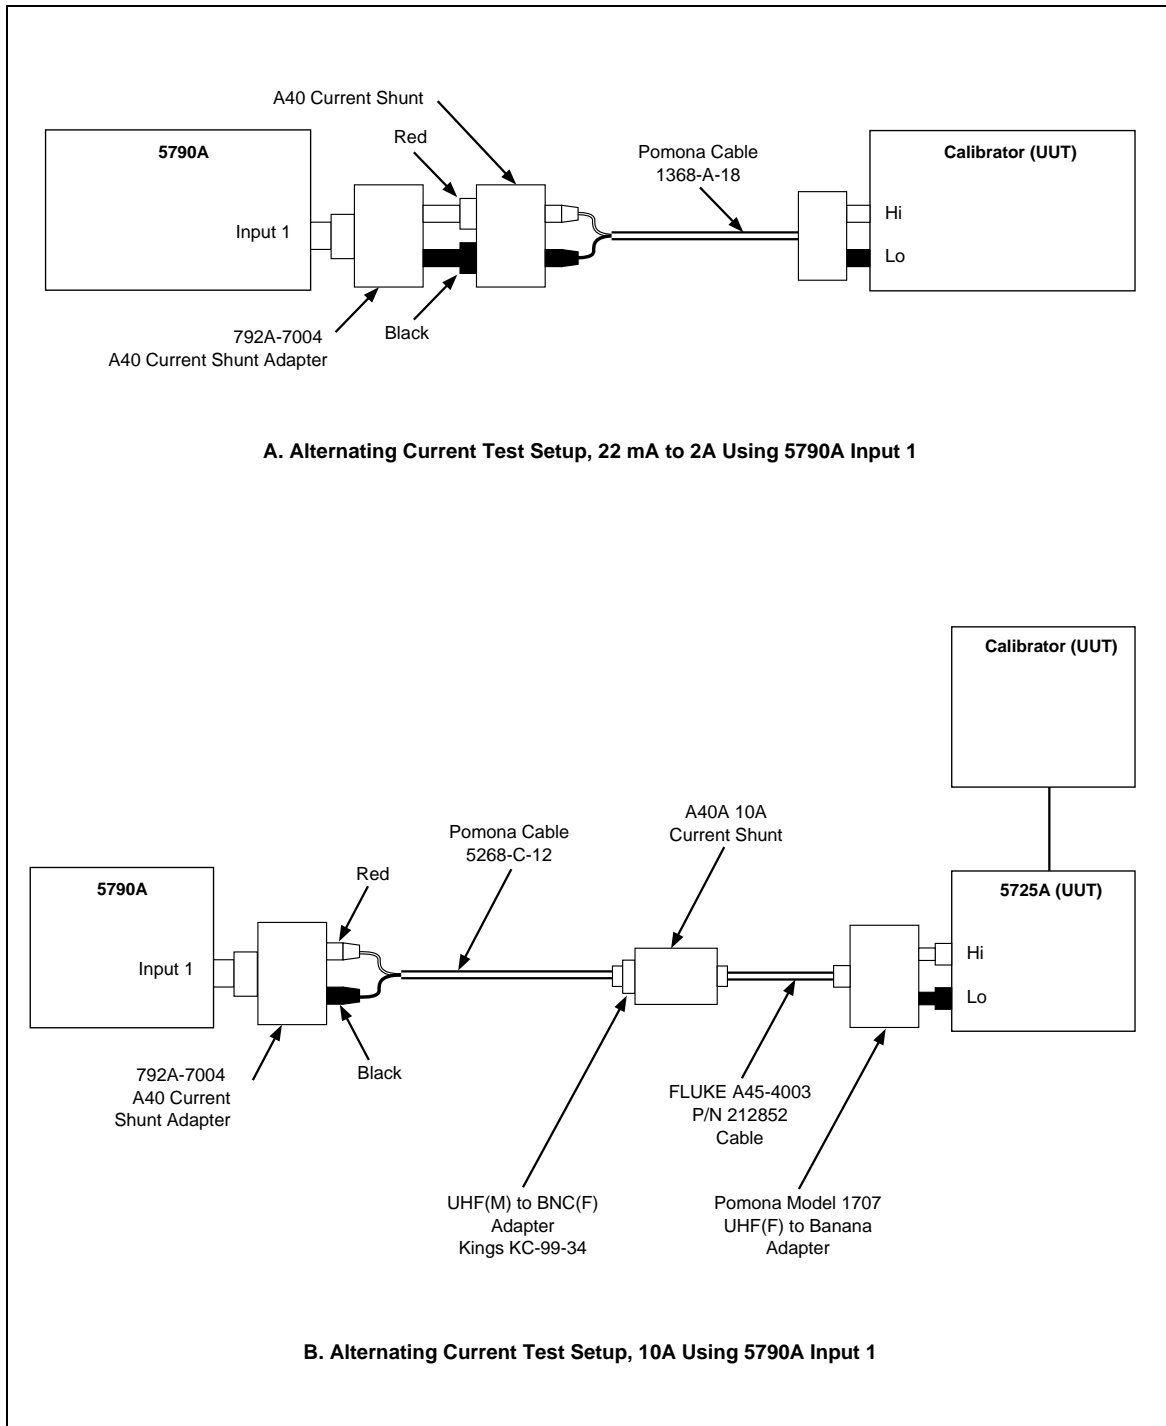 A40 Current Shunt
Red
5790A
Pomona Cable
1368-A-18
Calibrator (UUT)
Input 1
Hi
Lo
792A-7004
A40 Current Shunt Adapter
Black
A. Alternating Current Test Setup, 22 mA to 2A Using 5790A Input 1
Calibrator (UUT)
A40A 10A
Current Shunt
Pomona Cable
5268-C-12
Red
5790A
5725A (UUT)
Input 1
Hi
Lo
792A-7004
A40 Current
Shunt Adapter
Black
FLUKE A45-4003
P/N 212852
Cable
UHF(M) to BNC(F)
Adapter
Kings KC-99-34
Pomona Model 1707
UHF(F) to Banana
Adapter
B. Alternating Current Test Setup, 10A Using 5790A Input 1